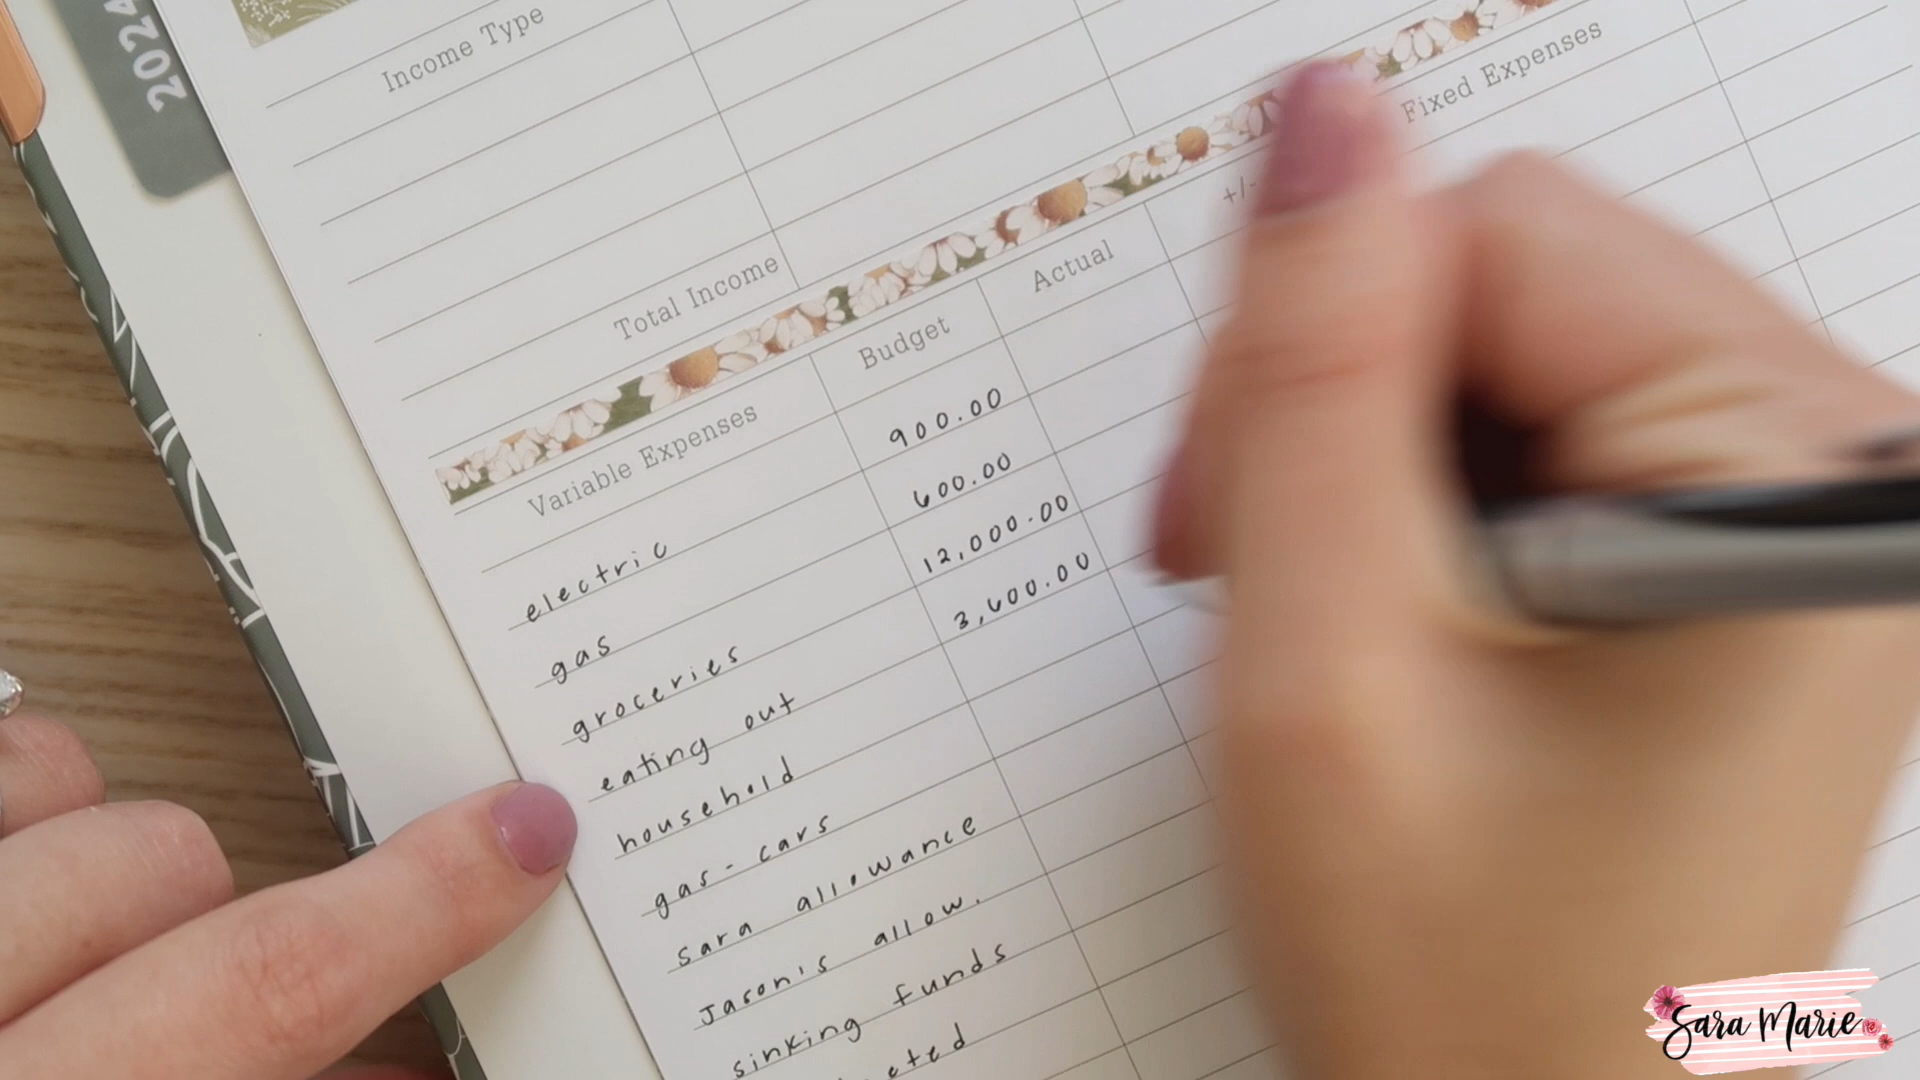 2024
Income Type
Total Income
Fixed Expenses
Variable Expenses Budget Actual +/-
electric 900.00
gas 600.00
groceries 12,000.00
eating out 3,600.00
household
gas - cars
sara allowance
Jason's allow.
sinking funds
Sara Marie